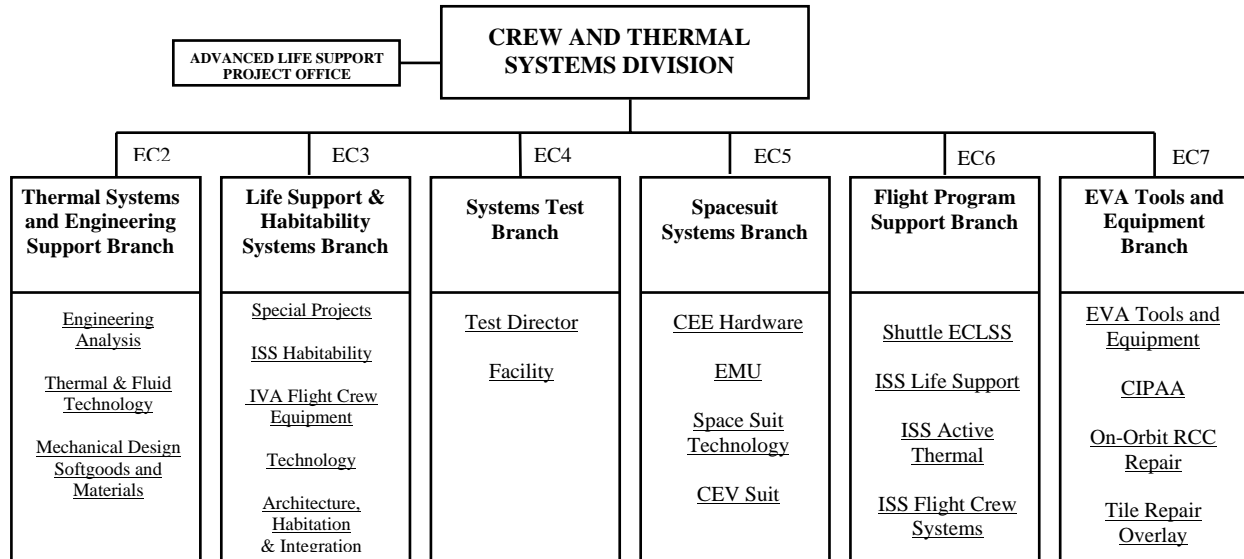 CREW AND THERMAL
SYSTEMS DIVISION
ADVANCED LIFE SUPPORT
PROJECT OFFICE
EC2
EC3
EC4
EC5
EC6
EC7
Thermal Systems
and Engineering
Support Branch
Engineering
Analysis
Thermal & Fluid
Technology
Mechanical Design
Softgoods and
Materials
Life Support &
Habitability
Systems Branch
Special Projects
ISS Habitability
IVA Flight Crew
Equipment
Technology
Architecture,
Habitation
& Integration
Systems Test
Branch
Test Director
Facility
Spacesuit
Systems Branch
CEE Hardware
EMU
Space Suit
Technology
CEV Suit
Flight Program
Support Branch
Shuttle ECLSS
ISS Life Support
ISS Active
Thermal
ISS Flight Crew
Systems
EVA Tools and
Equipment
Branch
EVA Tools and
Equipment
CIPAA
On-Orbit RCC
Repair
Tile Repair
Overlay